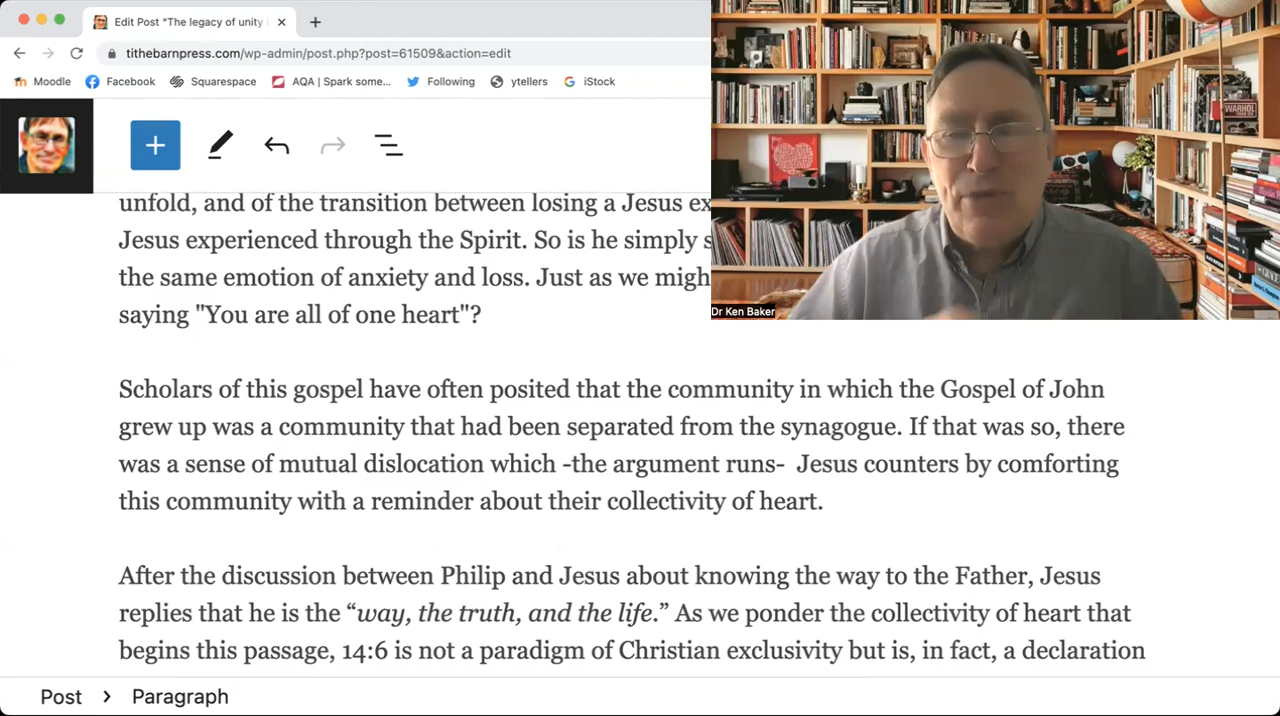 Edit Post “The legacy of unity
tithebarnpress.com/wp-admin/post.php?post=61509&action=edit
Moodle Facebook Squarespace AQA | Spark some... Following ytellers iStock
WARHOL
Dr Ken Baker
unfold, and of the transition between losing a Jesus ex
Jesus experienced through the Spirit. So is he simply s
the same emotion of anxiety and loss. Just as we migh
saying "You are all of one heart"?
Scholars of this gospel have often posited that the community in which the Gospel of John
grew up was a community that had been separated from the synagogue. If that was so, there
was a sense of mutual dislocation which -the argument runs- Jesus counters by comforting
this community with a reminder about their collectivity of heart.
After the discussion between Philip and Jesus about knowing the way to the Father, Jesus
replies that he is the “way, the truth, and the life.” As we ponder the collectivity of heart that
begins this passage, 14:6 is not a paradigm of Christian exclusivity but is, in fact, a declaration
Post > Paragraph